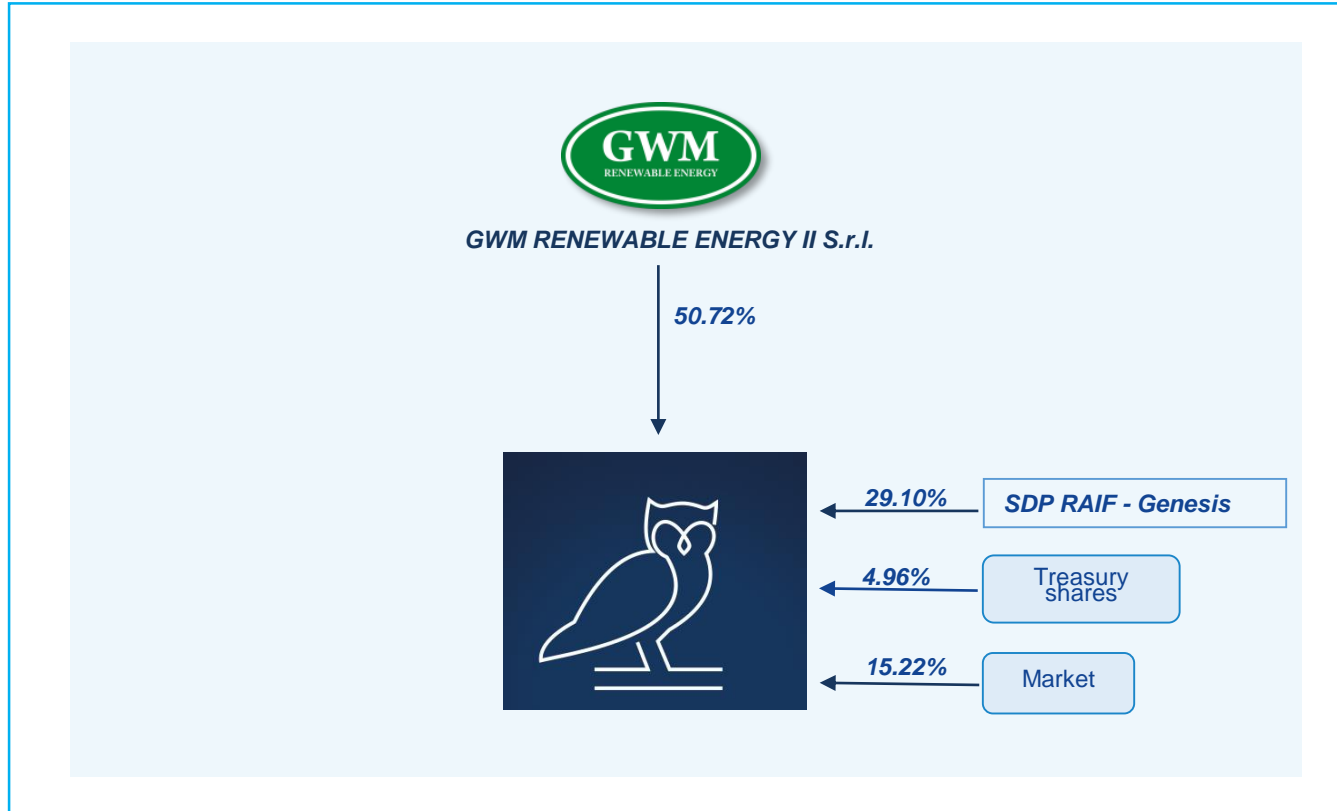 GWM
RENEWABLE ENERGY
GWM RENEWABLE ENERGY II S.r.l.
50.72%
29.10%
SDP RAIF - Genesis
4.96%
Treasury
shares
15.22%
Market